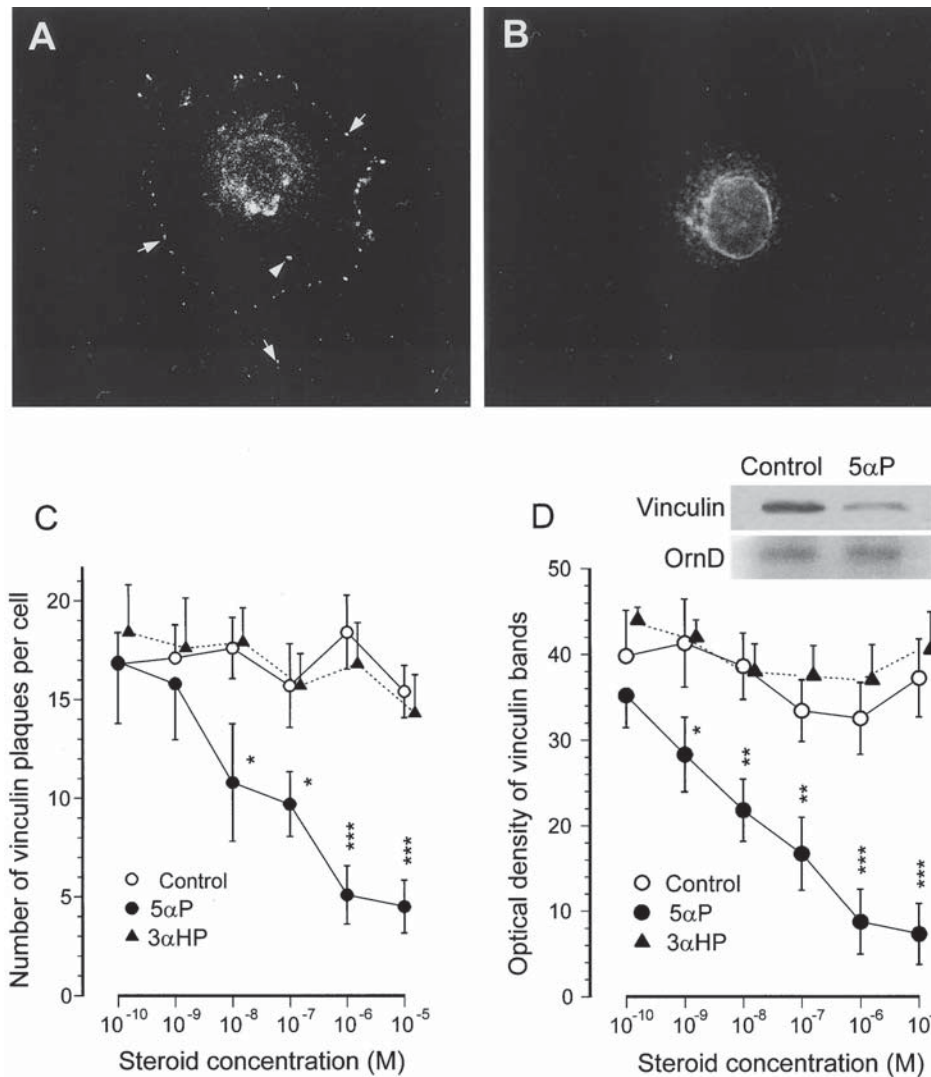 A
B
C
Number of vinculin plaques per cell
20
15
10
5
0
*
*
***
***
Control
5αP
3αHP
10⁻¹⁰ 10⁻⁹ 10⁻⁸ 10⁻⁷ 10⁻⁶ 10⁻⁵
Steroid concentration (M)
D
Control 5αP
Vinculin
OrnD
Optical density of vinculin bands
50
40
30
20
10
0
*
**
**
***
***
Control
5αP
3αHP
10⁻¹⁰ 10⁻⁹ 10⁻⁸ 10⁻⁷ 10⁻⁶
Steroid concentration (M)